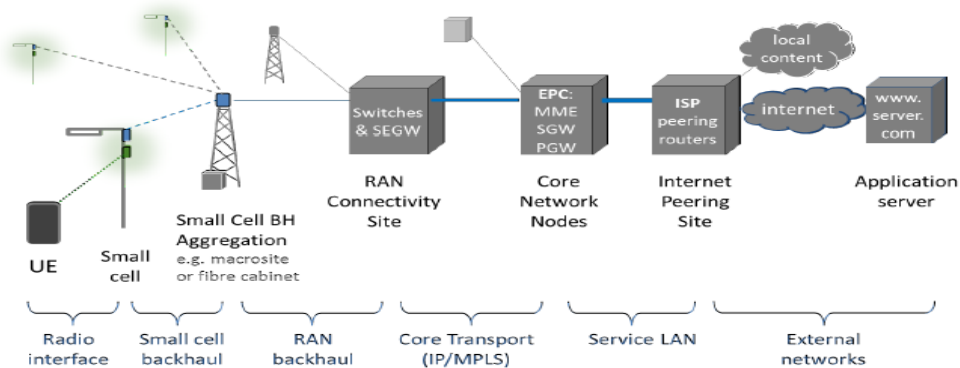 local
content
Switches
& SEGW
EPC:
MME
SGW
PGW
ISP
peering
routers
internet
www.
server.
com
UE
Small
cell
Small Cell BH
Aggregation
e.g. macrosite
or fibre cabinet
RAN
Connectivity
Site
Core
Network
Nodes
Internet
Peering Site
Application
server
Radio
interface
Small cell
backhaul
RAN
backhaul
Core Transport
(IP/MPLS)
Service LAN
External
networks